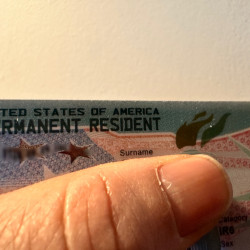 TED STATES OF AMERICA
RMANENT RESIDENT
Surname